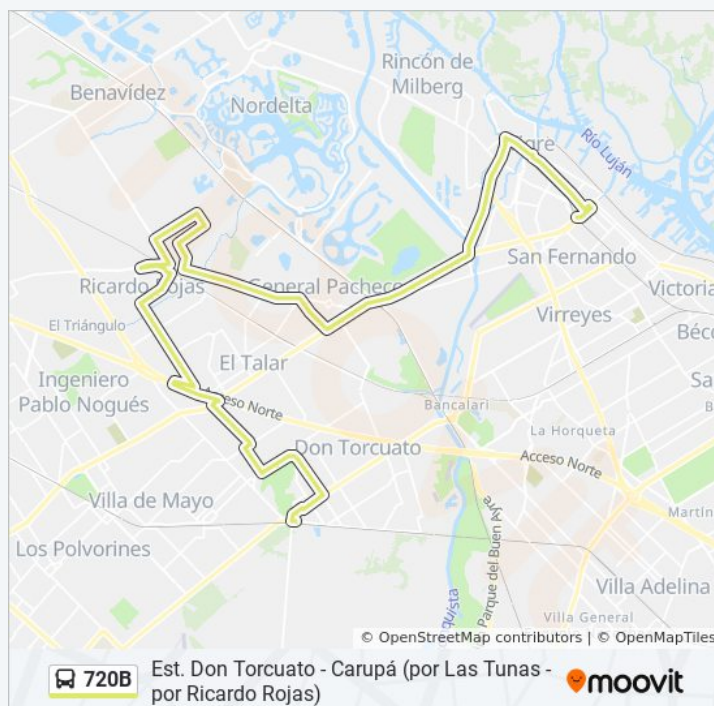 Rincón de
Milberg
Benavídez
Nordelta
Río Luján
San Fernando
Ricardo Rojas
General Pacheco
Victoria
Virreyes
El Triángulo
Béco
El Talar
Ingeniero
Pablo Nogués
Acceso Norte
Bancalari
La Horqueta
Don Torcuato
Acceso Norte
Villa de Mayo
Martín
Los Polvorines
Parque del Buen Ayre
Villa Adelina
Villa General
© OpenStreetMap contributors | © OpenMapTiles
720B
Est. Don Torcuato - Carupá (por Las Tunas -
por Ricardo Rojas)
moovit